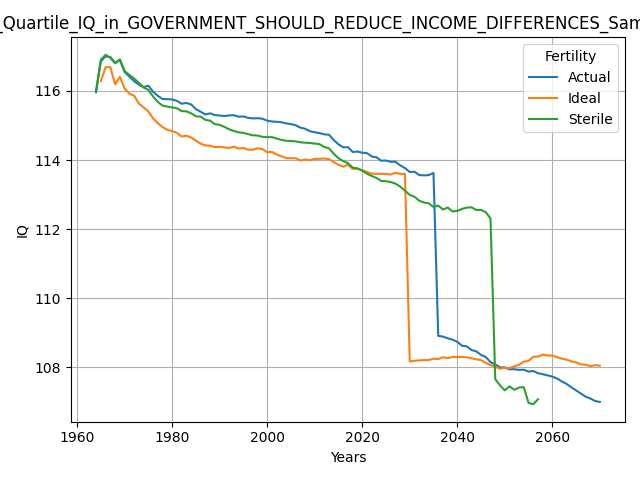 _Quartile_IQ_in_GOVERNMENT_SHOULD_REDUCE_INCOME_DIFFERENCES_Sam
Fertility
Actual
Ideal
Sterile
IQ
116
114
112
110
108
1960
1980
2000
2020
2040
2060
Years